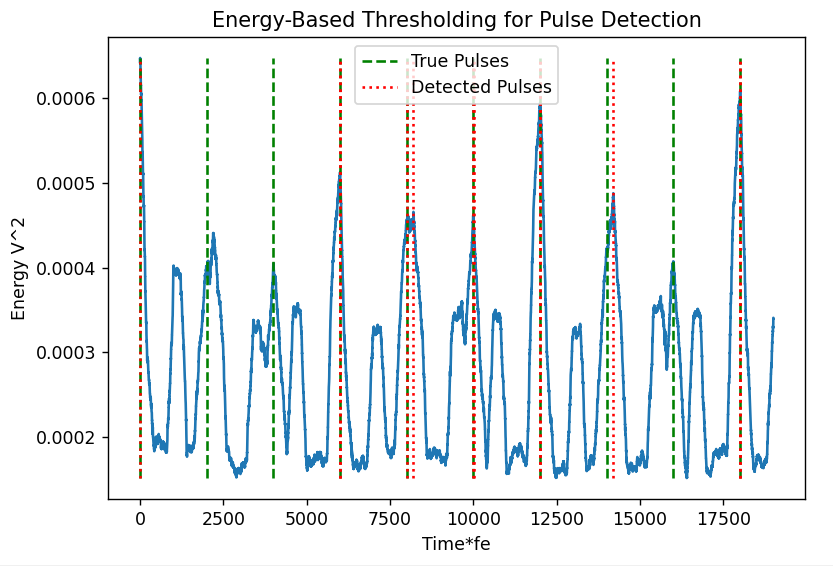 Energy-Based Thresholding for Pulse Detection
True Pulses
Detected Pulses
0.0006
0.0005
0.0004
0.0003
0.0002
Energy V^2
0 2500 5000 7500 10000 12500 15000 17500
Time*fe